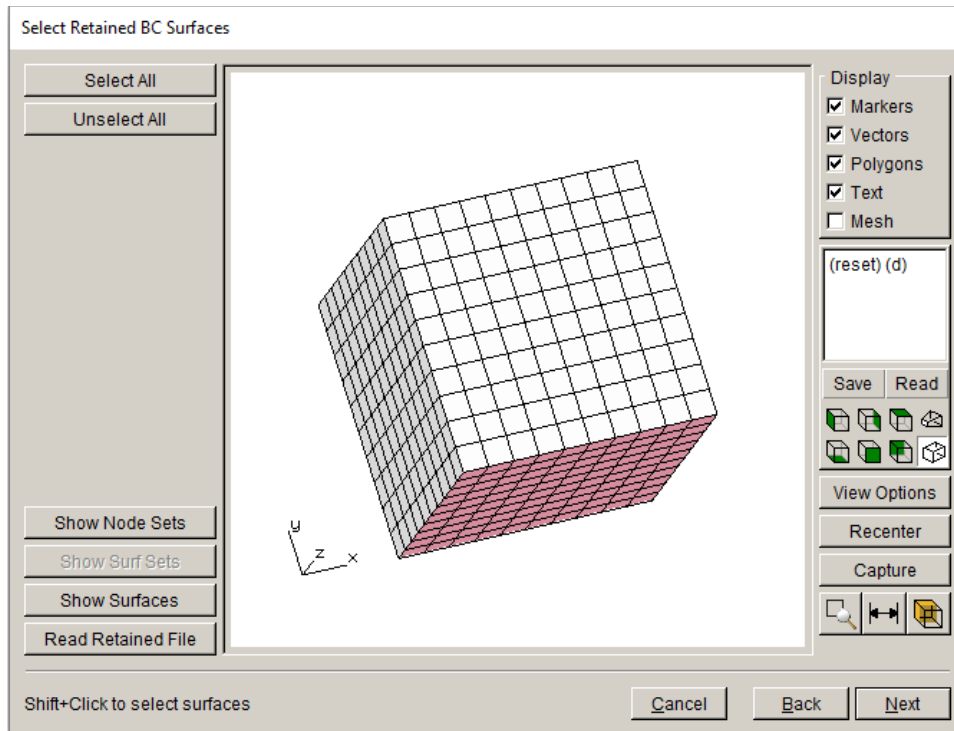 Select Retained BC Surfaces
Select All
Unselect All
Show Node Sets
Show Surf Sets
Show Surfaces
Read Retained File
y
z
x
Display
Markers
Vectors
Polygons
Text
Mesh
(reset) (d)
Save Read
View Options
Recenter
Capture
Shift+Click to select surfaces
Cancel Back Next